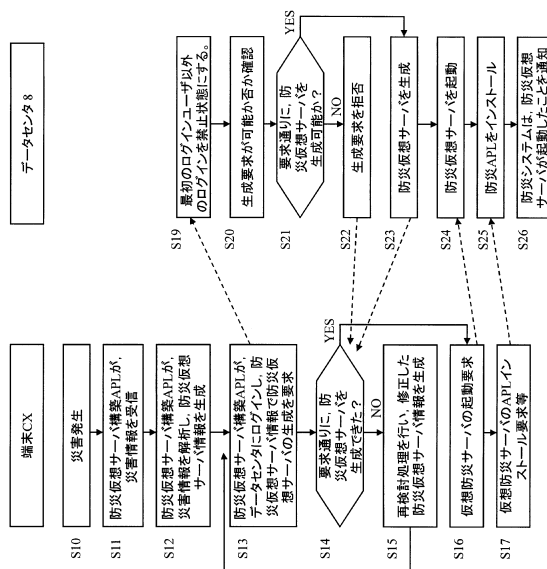 端末CX
S10
災害発生
S11
防災仮想サーバ構築APLが,
災害情報を受信
S12
防災仮想サーバ構築APLが,
災害情報を解析し、防災仮想
サーバ情報を生成
S13
防災仮想サーバ構築APLが,
データセンタにログインし、防
災仮想サーバ情報で防災仮
想サーバの生成を要求
S14
要求通りに、防
災仮想サーバを
生成できた？
YES
NO
S15
再検討処理を行い、修正した
防災仮想サーバ情報を生成
S16
仮想防災サーバの起動要求
S17
仮想防災サーバのAPLイン
ストール要求等
データセンタ8
S19
最初のログインユーザ以外
のログインを禁止状態にする。
S20
生成要求が可能か否か確認
S21
要求通りに、防
災仮想サーバを
生成可能か？
YES
NO
S22
生成要求を拒否
S23
防災仮想サーバを生成
S24
防災仮想サーバを起動
S25
防災APLをインストール
S26
防災システムは、防災仮想
サーバが起動したことを通知